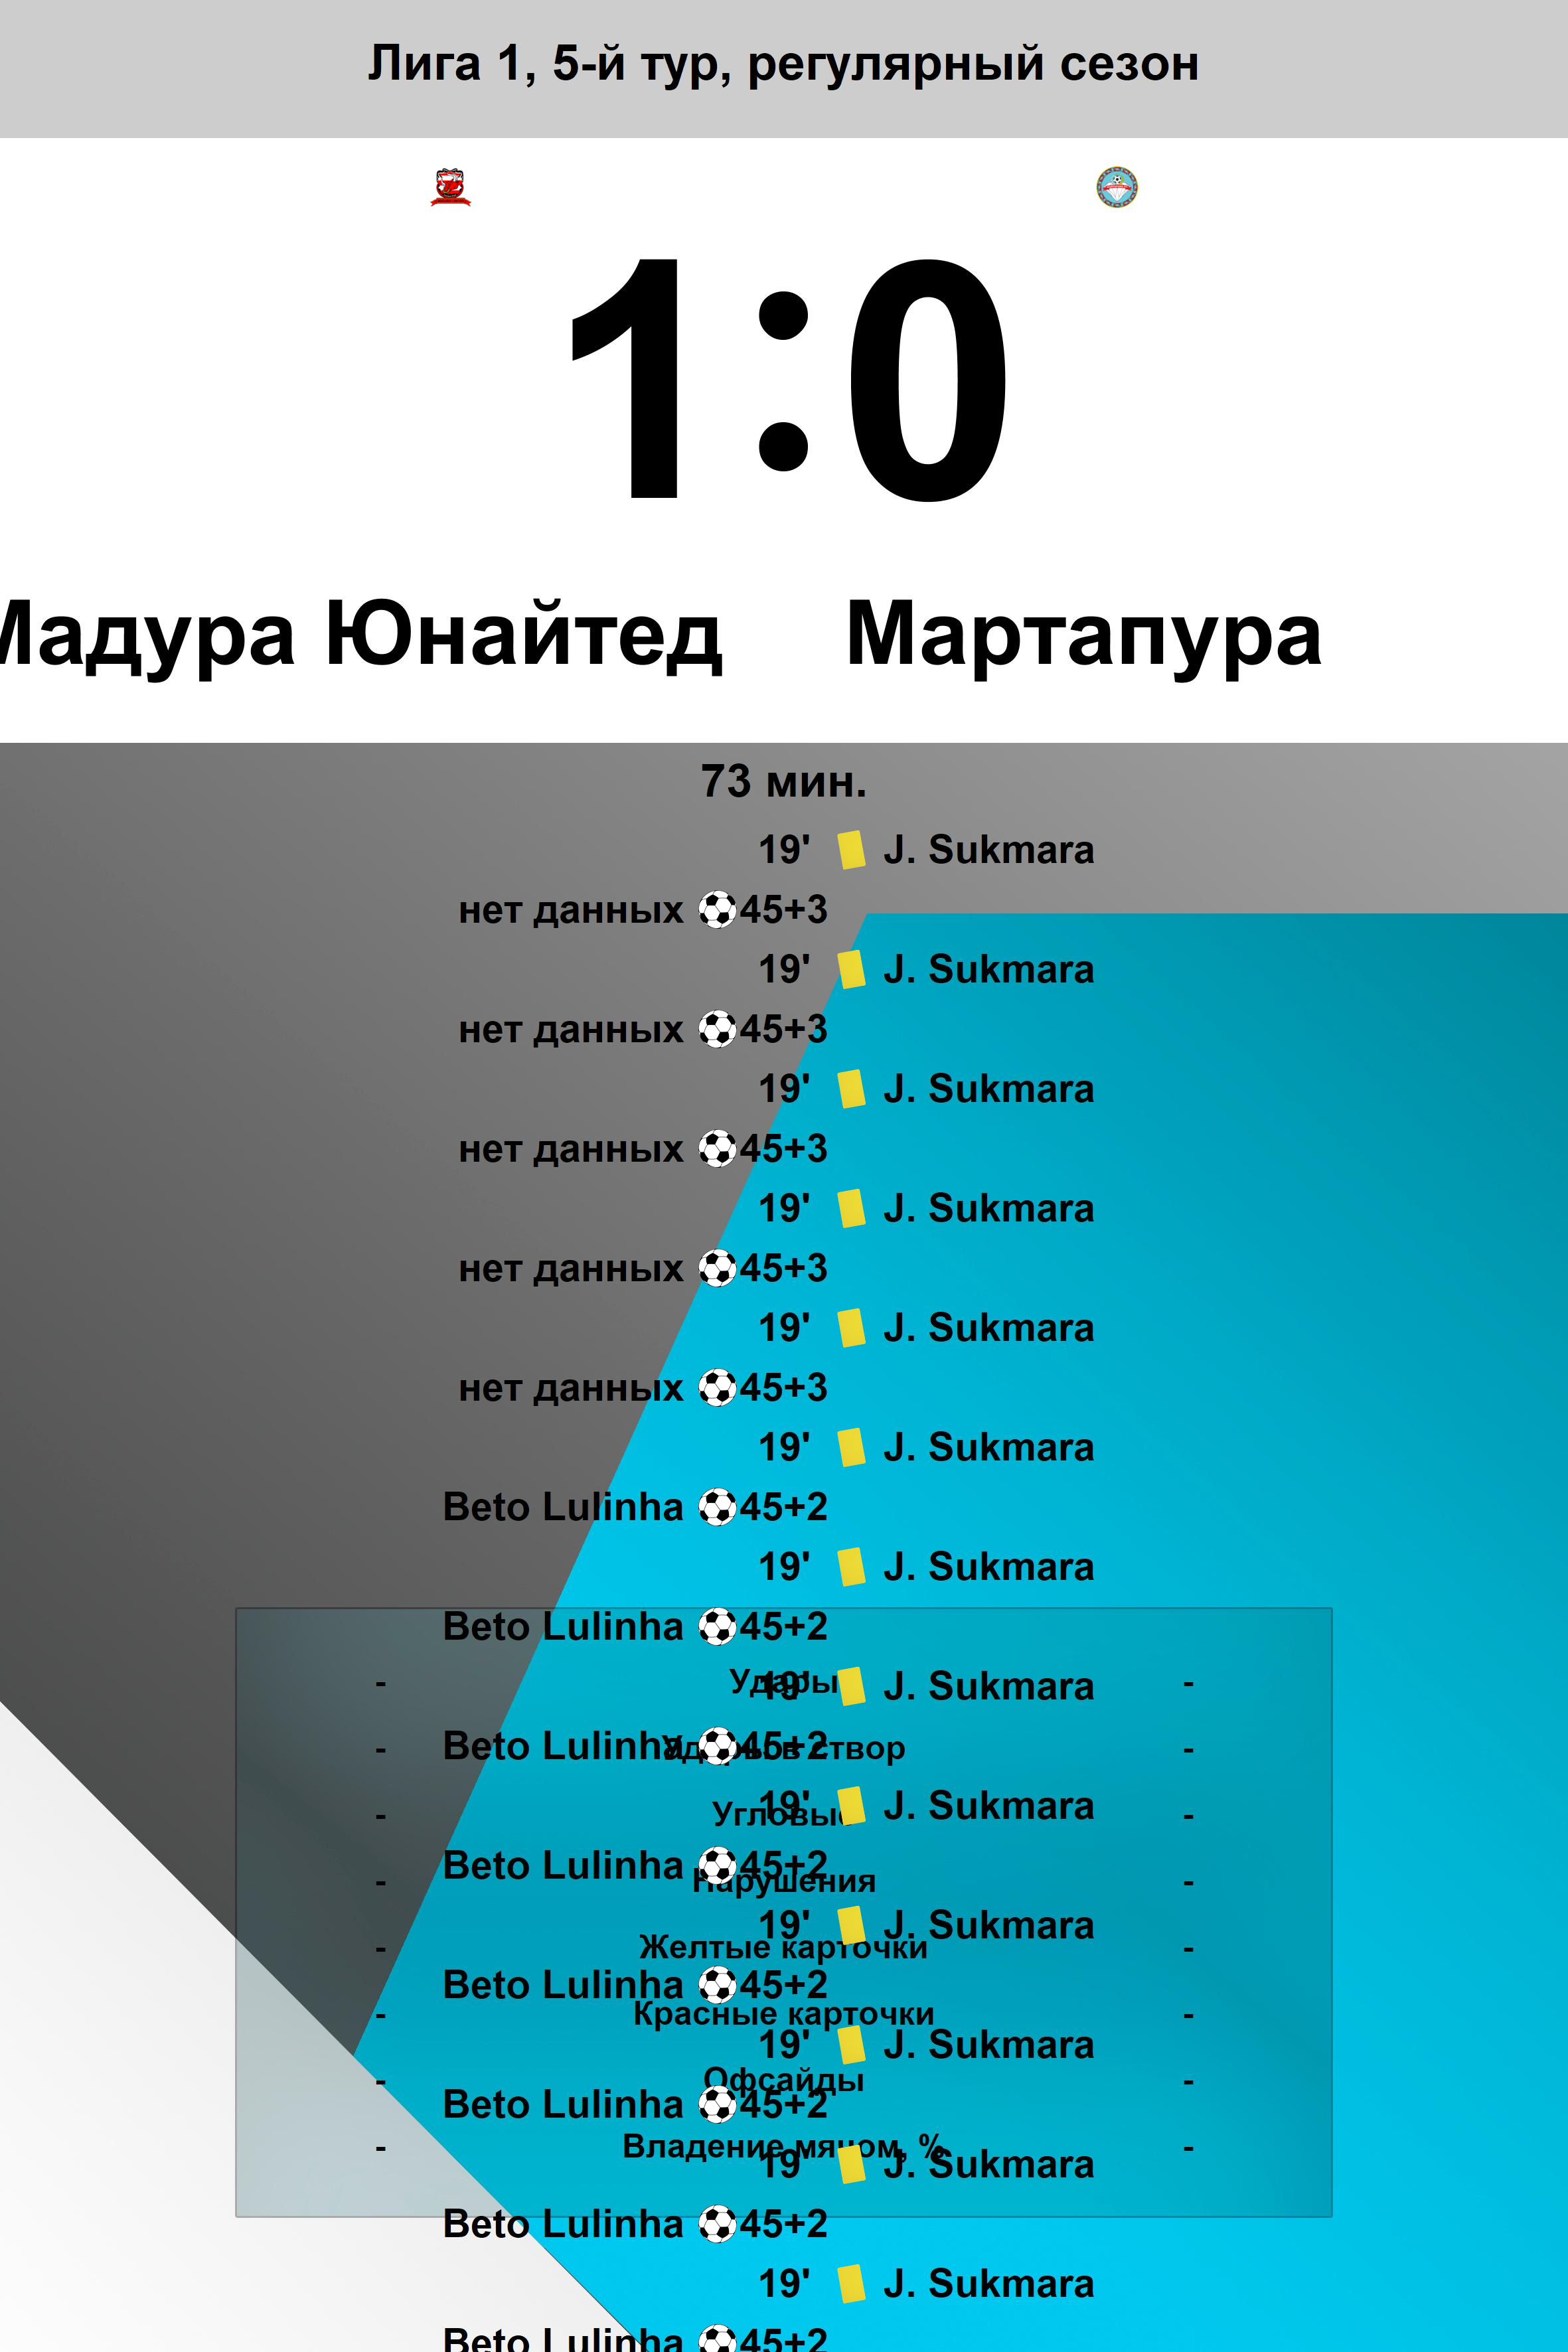 Лига 1, 5-й тур, регулярный сезон
1:0
Мадура Юнайтед Мартапура
73 мин.
19' J. Sukmara
нет данных 45+3
19' J. Sukmara
нет данных 45+3
19' J. Sukmara
нет данных 45+3
19' J. Sukmara
нет данных 45+3
19' J. Sukmara
нет данных 45+3
19' J. Sukmara
Beto Lulinha 45+2
19' J. Sukmara
Beto Lulinha 45+2
- Удары -
19' J. Sukmara
Beto Lulinha 45+2
- Удары в створ -
19' J. Sukmara
- Угловые -
Beto Lulinha 45+2
- Нарушения -
19' J. Sukmara
- Желтые карточки -
Beto Lulinha 45+2
- Красные карточки -
19' J. Sukmara
- Офсайды -
Beto Lulinha 45+2
- Владение мячом, % -
19' J. Sukmara
Beto Lulinha 45+2
19' J. Sukmara
Beto Lulinha 45+2